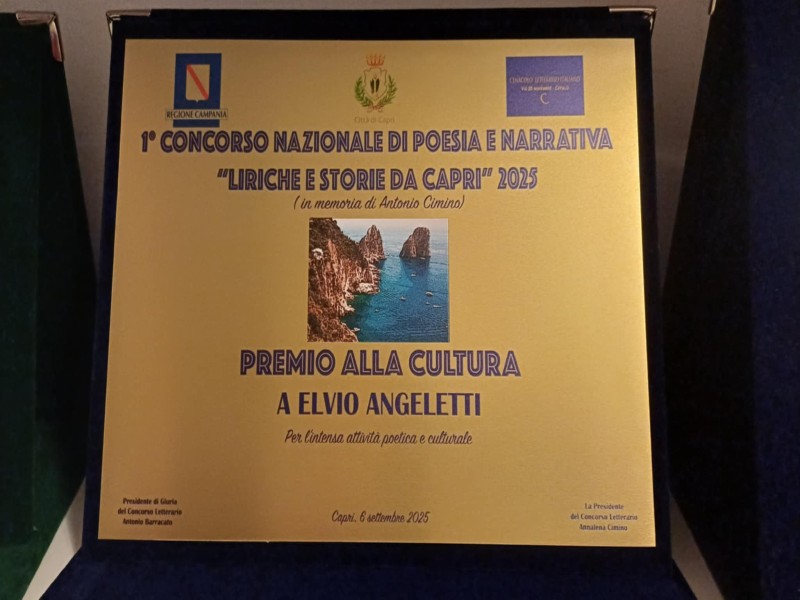 REGIONE CAMPANIA
Città di Capri
1° CONCORSO NAZIONALE DI POESIA E NARRATIVA
"LIRICHE E STORIE DA CAPRI" 2025
( in memoria di Antonio Cimino)
PREMIO ALLA CULTURA
A ELVIO ANGELETTI
Per l'intensa attività poetica e culturale
Presidente di Giuria
del Concorso Letterario
Antonio Barracato
Capri, 6 settembre 2025
La Presidente
del Concorso Letterario
Annalena Cimino